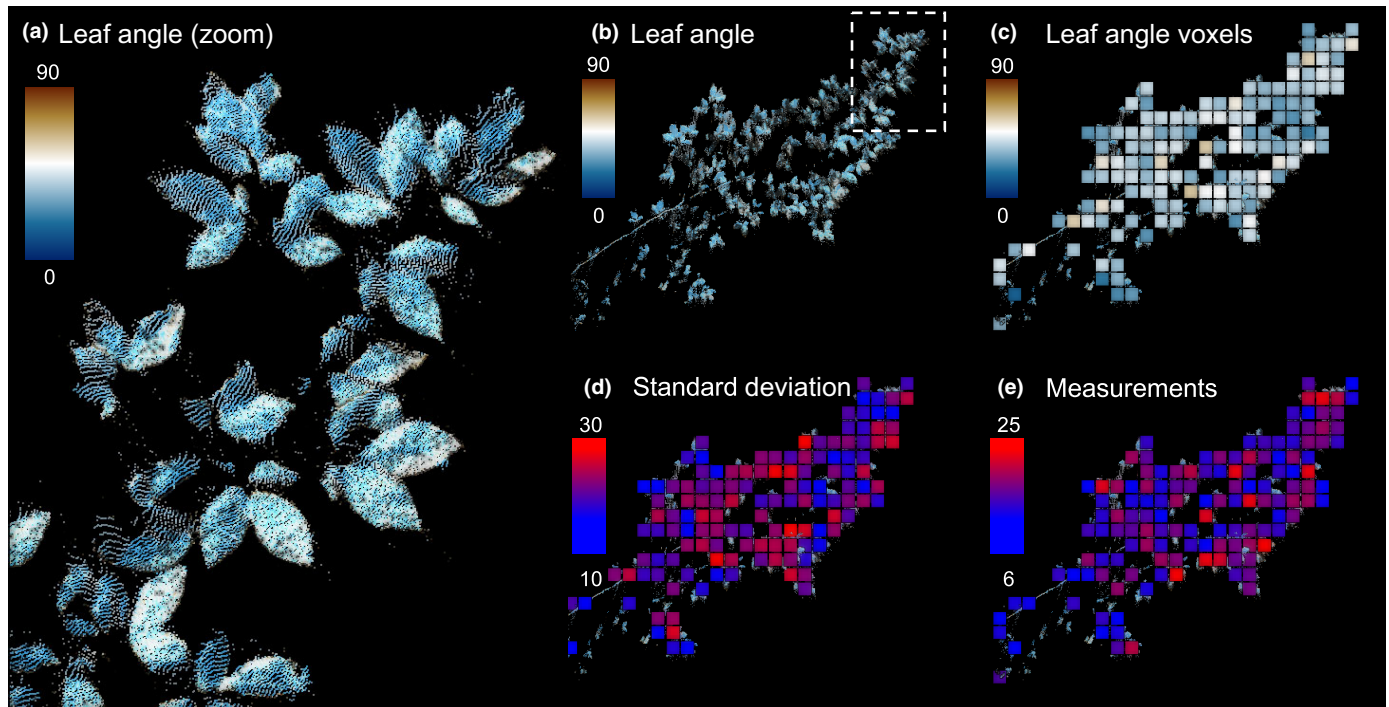 (a) Leaf angle (zoom)
90
0
(b) Leaf angle
90
0
(c) Leaf angle voxels
90
0
(d) Standard deviation
30
10
(e) Measurements
25
6